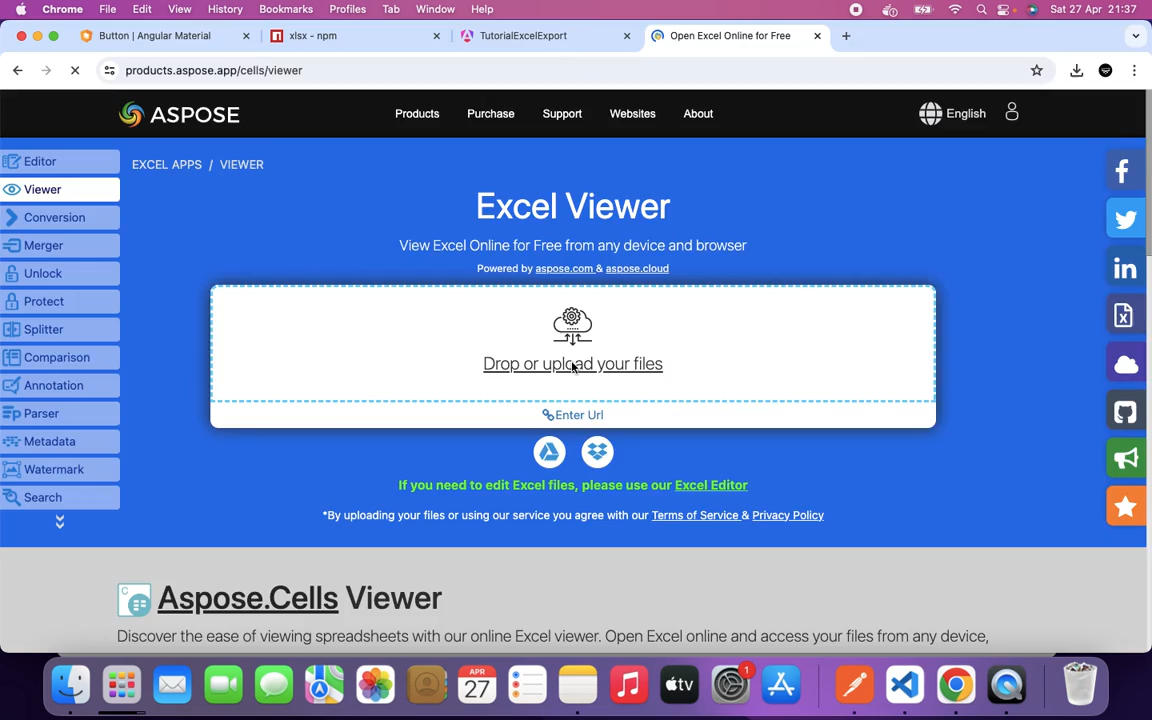 Chrome File Edit View History Bookmarks Profiles Tab Window Help Sat 27 Apr 21:37
Button | Angular Material xlsx - npm TutorialExcelExport Open Excel Online for Free
products.aspose.app/cells/viewer
ASPOSE Products Purchase Support Websites About English
Editor
Viewer
Conversion
Merger
Unlock
Protect
Splitter
Comparison
Annotation
Parser
Metadata
Watermark
Search
EXCEL APPS / VIEWER
Excel Viewer
View Excel Online for Free from any device and browser
Powered by aspose.com & aspose.cloud
Drop or upload your files
Enter Url
If you need to edit Excel files, please use our Excel Editor
*By uploading your files or using our service you agree with our Terms of Service & Privacy Policy
Aspose.Cells Viewer
Discover the ease of viewing spreadsheets with our online Excel viewer. Open Excel online and access your files from any device,
APR
27
tv
1